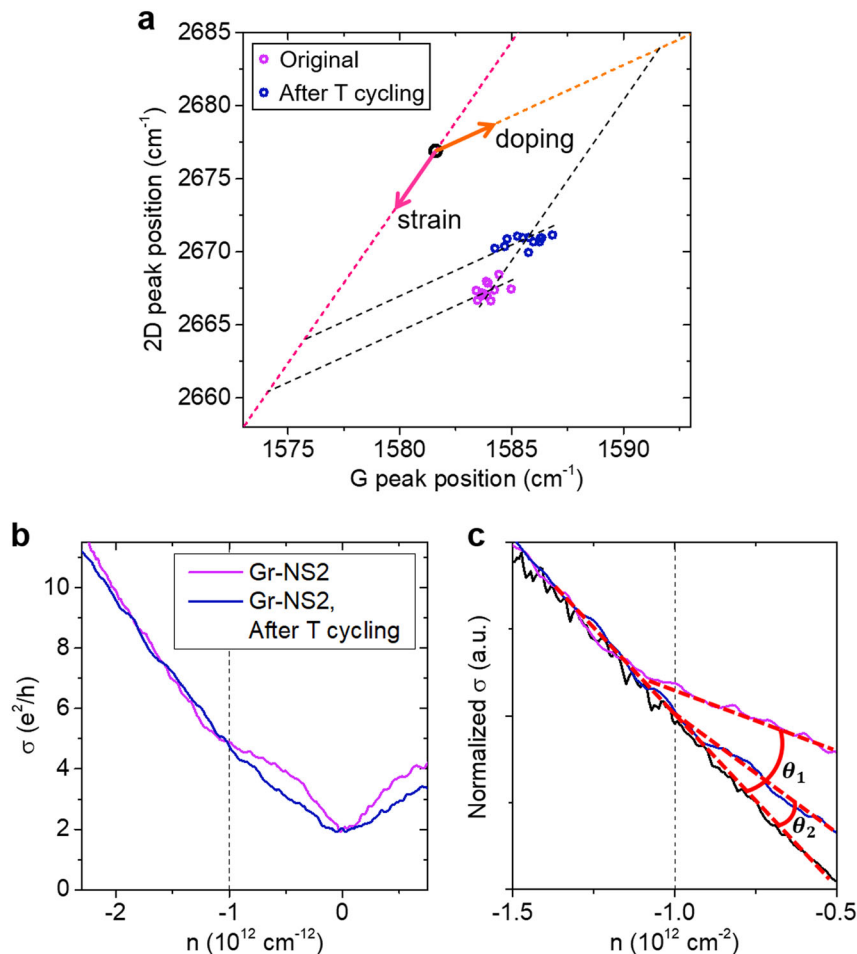 a
2685
2680
2675
2670
2665
2660
2D peak position (cm⁻¹)
Original
After T cycling
doping
strain
1575
1580
1585
1590
G peak position (cm⁻¹)
b
10
8
6
4
2
0
σ (e²/h)
Gr-NS2
Gr-NS2,
After T cycling
-2
-1
0
n (10¹² cm⁻¹²)
c
Normalized σ (a.u.)
θ₁
θ₂
-1.5
-1.0
-0.5
n (10¹² cm⁻²)